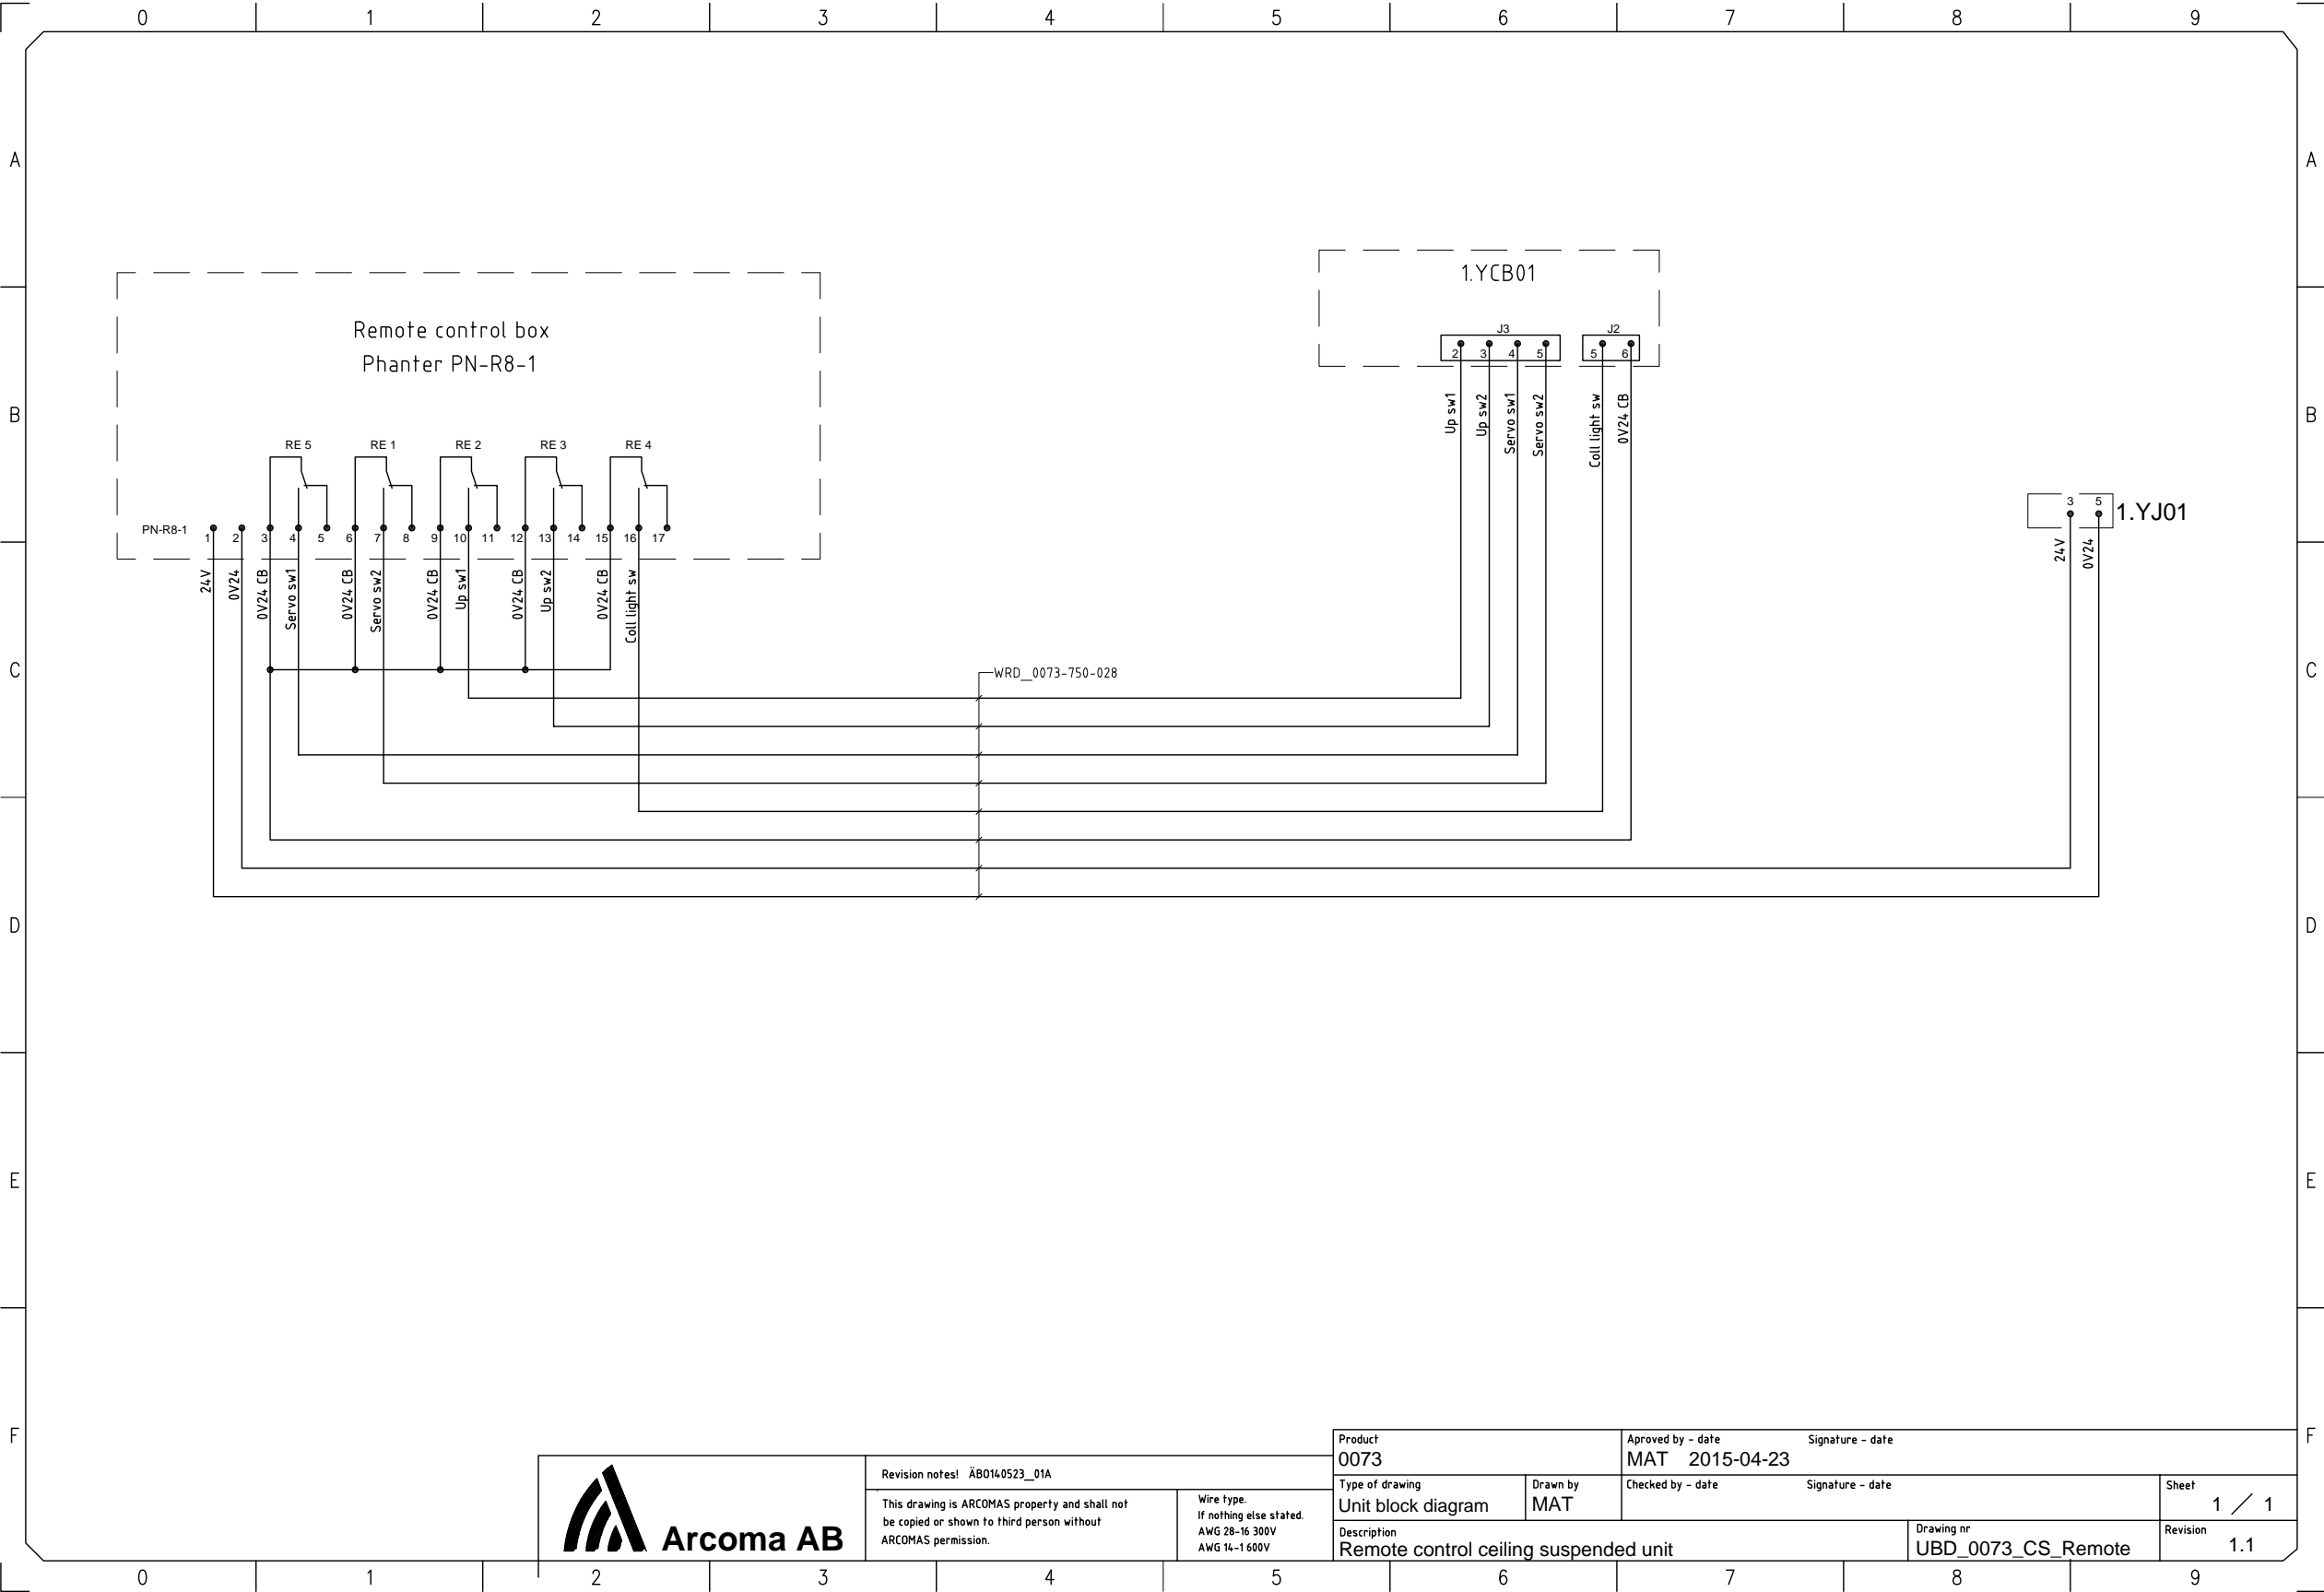 0 1 2 3 4 5 6 7 8 9
A A
1.YCB01
Remote control box
Phanter PN-R8-1
J3 J2
2 3 4 5 5 6
B B
Up sw1
Up sw2
Servo sw1
Servo sw2
Coll light sw
0V24 CB
RE 5 RE 1 RE 2 RE 3 RE 4
3 5
1.YJ01
PN-R8-1
1 2 3 4 5 6 7 8 9 10 11 12 13 14 15 16 17
24V
0V24
0V24 CB
Servo sw1
0V24 CB
Servo sw2
0V24 CB
Up sw1
0V24 CB
Up sw2
0V24 CB
Coll light sw
24V
0V24
C C
WRD_0073-750-028
D D
E E
F F
Arcoma AB
Revision notes! ÄBO140523_01A
This drawing is ARCOMAS property and shall not
be copied or shown to third person without
ARCOMAS permission.
Wire type.
If nothing else stated.
AWG 28-16 300V
AWG 14-1 600V
Product
0073
Aproved by - date Signature - date
MAT 2015-04-23
Type of drawing
Unit block diagram
Drawn by
MAT
Checked by - date Signature - date
Sheet
1 / 1
Description
Remote control ceiling suspended unit
Drawing nr
UBD_0073_CS_Remote
Revision
1.1
0 1 2 3 4 5 6 7 8 9